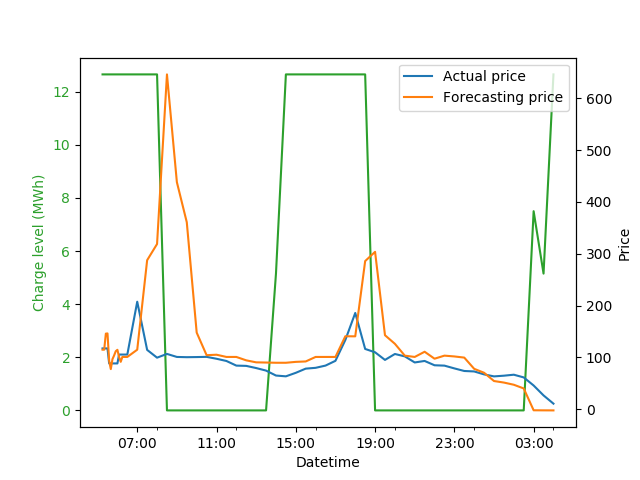 Actual price
Forecasting price
12
10
8
6
4
2
0
Charge level (MWh)
600
500
400
300
200
100
0
Price
07:00 11:00 15:00 19:00 23:00 03:00
Datetime